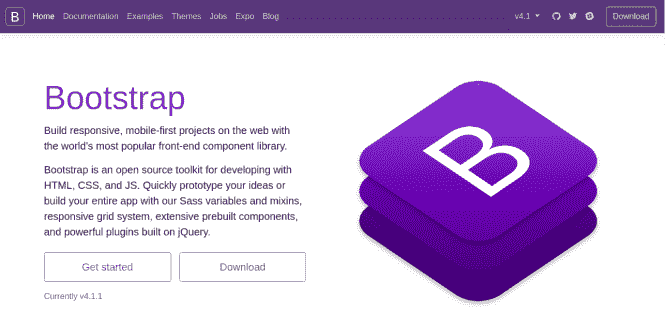 B Home Documentation Examples Themes Jobs Expo Blog v4.1 Download
Bootstrap
Build responsive, mobile-first projects on the web with
the world's most popular front-end component library.
Bootstrap is an open source toolkit for developing with
HTML, CSS, and JS. Quickly prototype your ideas or
build your entire app with our Sass variables and mixins,
responsive grid system, extensive prebuilt components,
and powerful plugins built on jQuery.
Get started Download
Currently v4.1.1
B